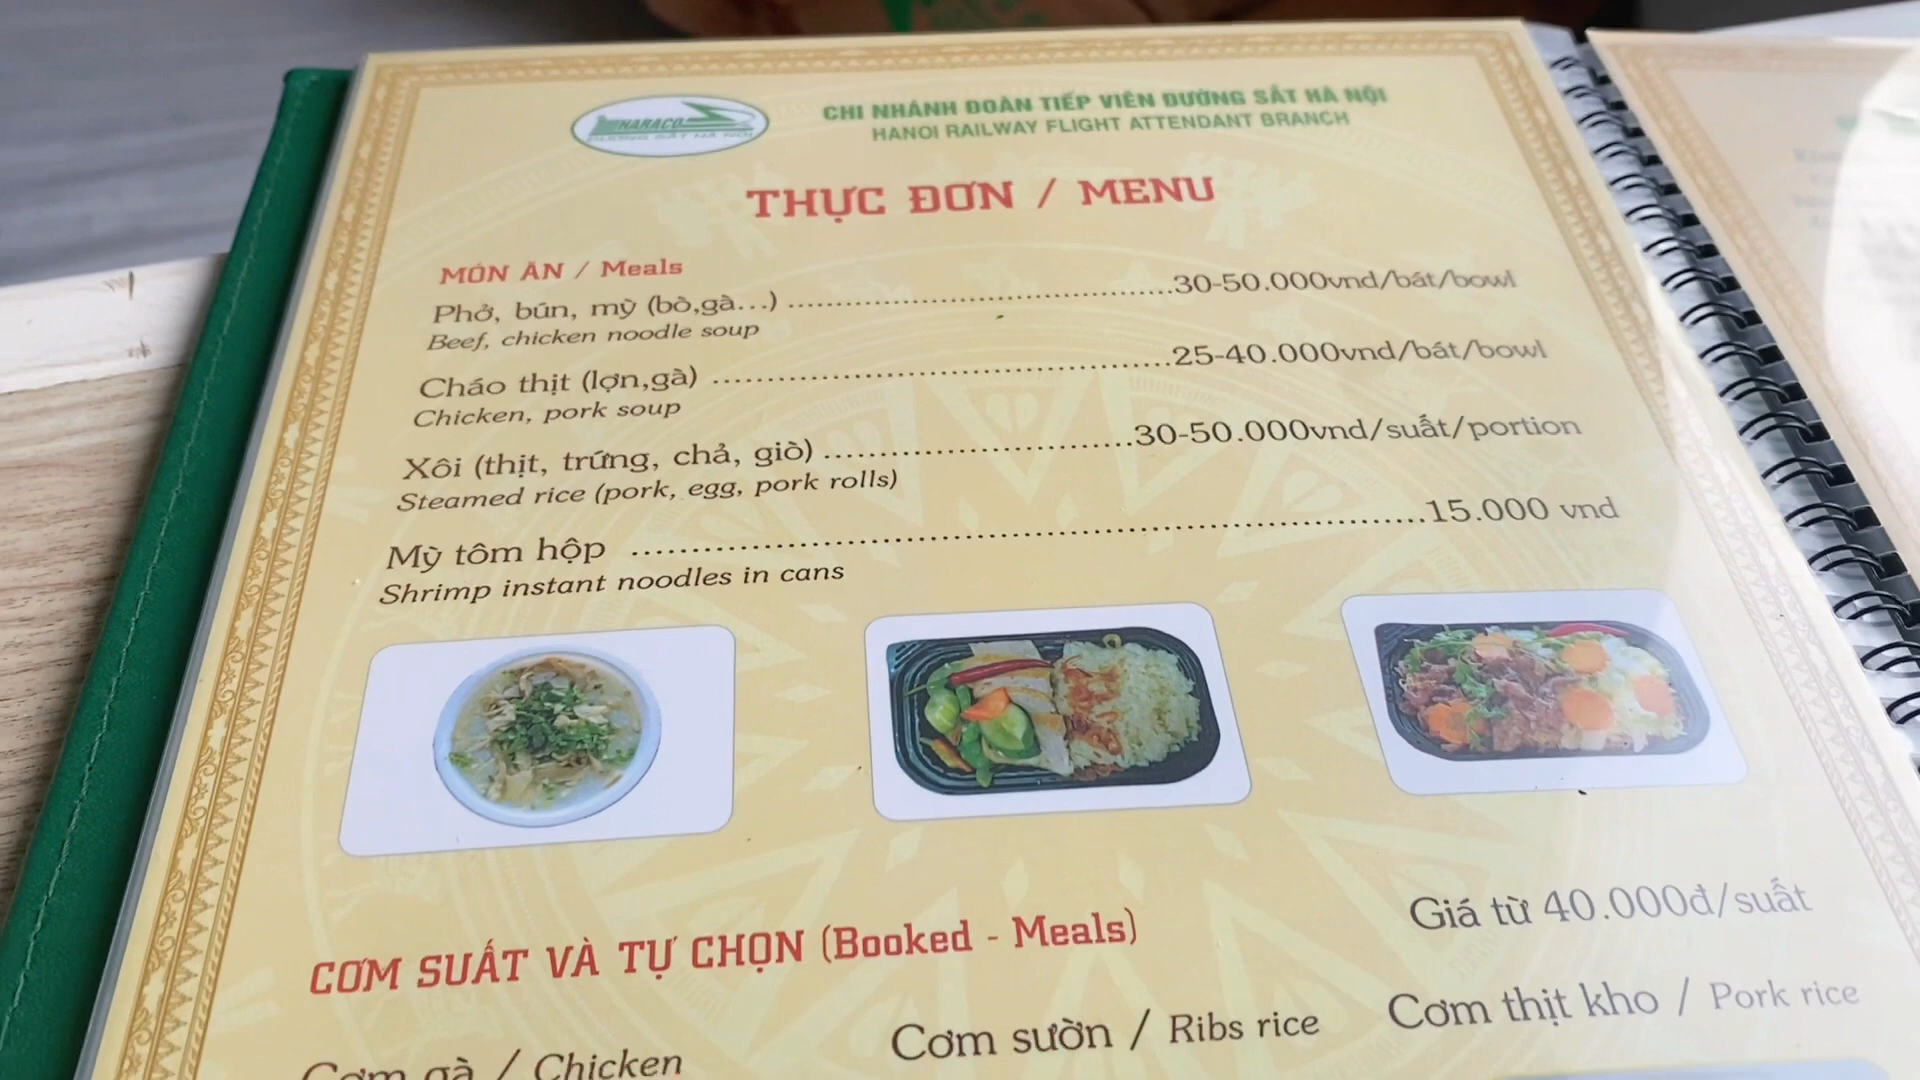 HARACO
ĐƯỜNG SẮT HÀ NỘI
CHI NHÁNH ĐOÀN TIẾP VIÊN ĐƯỜNG SẮT HÀ NỘI
HANOI RAILWAY FLIGHT ATTENDANT BRANCH
THỰC ĐƠN / MENU
MÓN ĂN / Meals
Phở, bún, mỳ (bò,gà...) ........................................30-50.000vnd/bát/bowl
Beef, chicken noodle soup
Cháo thịt (lợn,gà) ........................................25-40.000vnd/bát/bowl
Chicken, pork soup
Xôi (thịt, trứng, chả, giò) ..........................30-50.000vnd/suất/portion
Steamed rice (pork, egg, pork rolls)
Mỳ tôm hộp ..................................................................15.000 vnd
Shrimp instant noodles in cans
CƠM SUẤT VÀ TỰ CHỌN (Booked - Meals) Giá từ 40.000đ/suất
Cơm gà / Chicken Cơm sườn / Ribs rice Cơm thịt kho / Pork rice